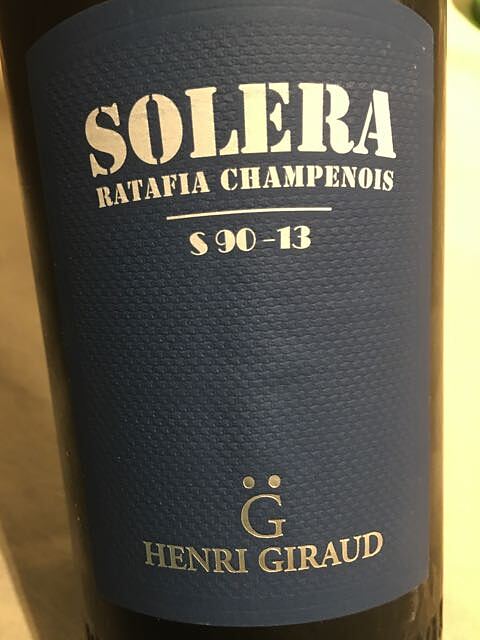 SOLERA
RATAFIA CHAMPENOIS
S 90-13
G̈
HENRI GIRAUD